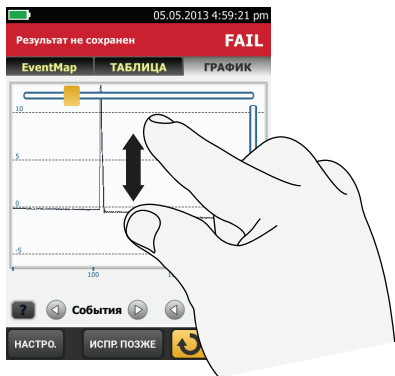 05.05.2013 4:59:21 pm
Результат не сохранен FAIL
EventMap ТАБЛИЦА ГРАФИК
10
5
0
-5
100
? События
НАСТРО. ИСПР. ПОЗЖЕ